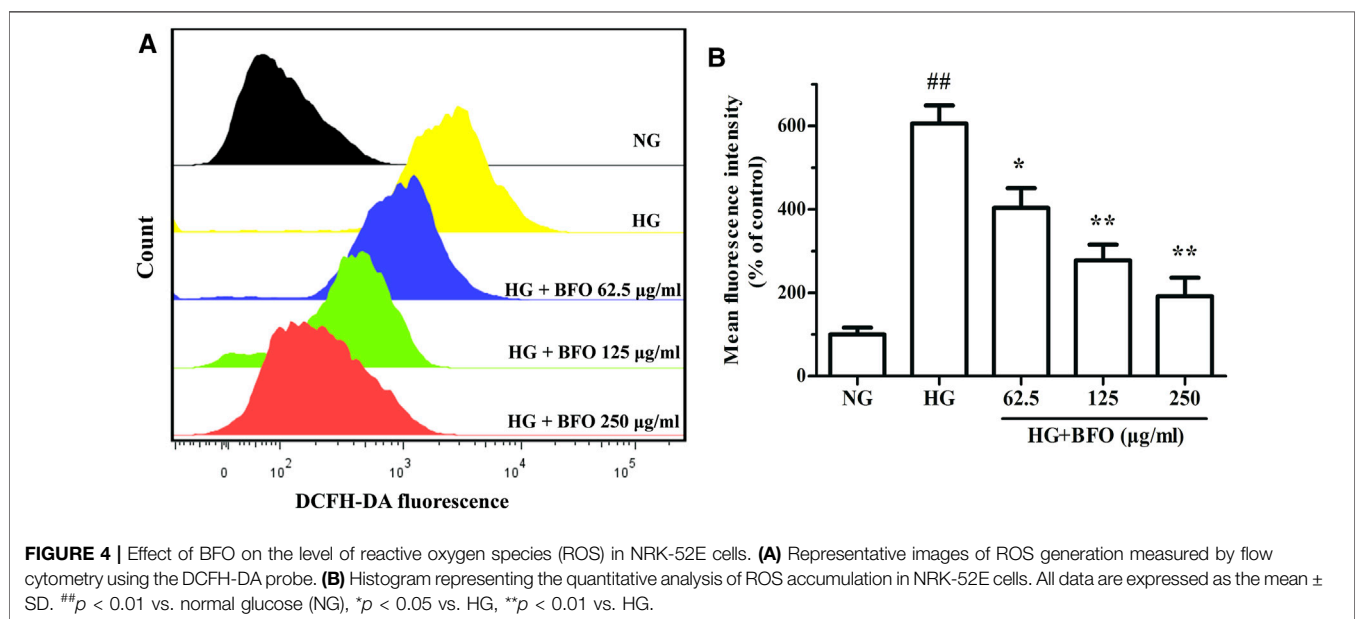 A
NG
HG
HG + BFO 62.5 µg/ml
HG + BFO 125 µg/ml
HG + BFO 250 µg/ml
Count
0 10² 10³ 10⁴ 10⁵
DCFH-DA fluorescence
B
Mean fluorescence intensity
(% of control)
600
400
200
0
##
*
**
**
NG HG 62.5 125 250
HG+BFO (µg/ml)
FIGURE 4 | Effect of BFO on the level of reactive oxygen species (ROS) in NRK-52E cells. (A) Representative images of ROS generation measured by flow
cytometry using the DCFH-DA probe. (B) Histogram representing the quantitative analysis of ROS accumulation in NRK-52E cells. All data are expressed as the mean ±
SD. ##p < 0.01 vs. normal glucose (NG), *p < 0.05 vs. HG, **p < 0.01 vs. HG.